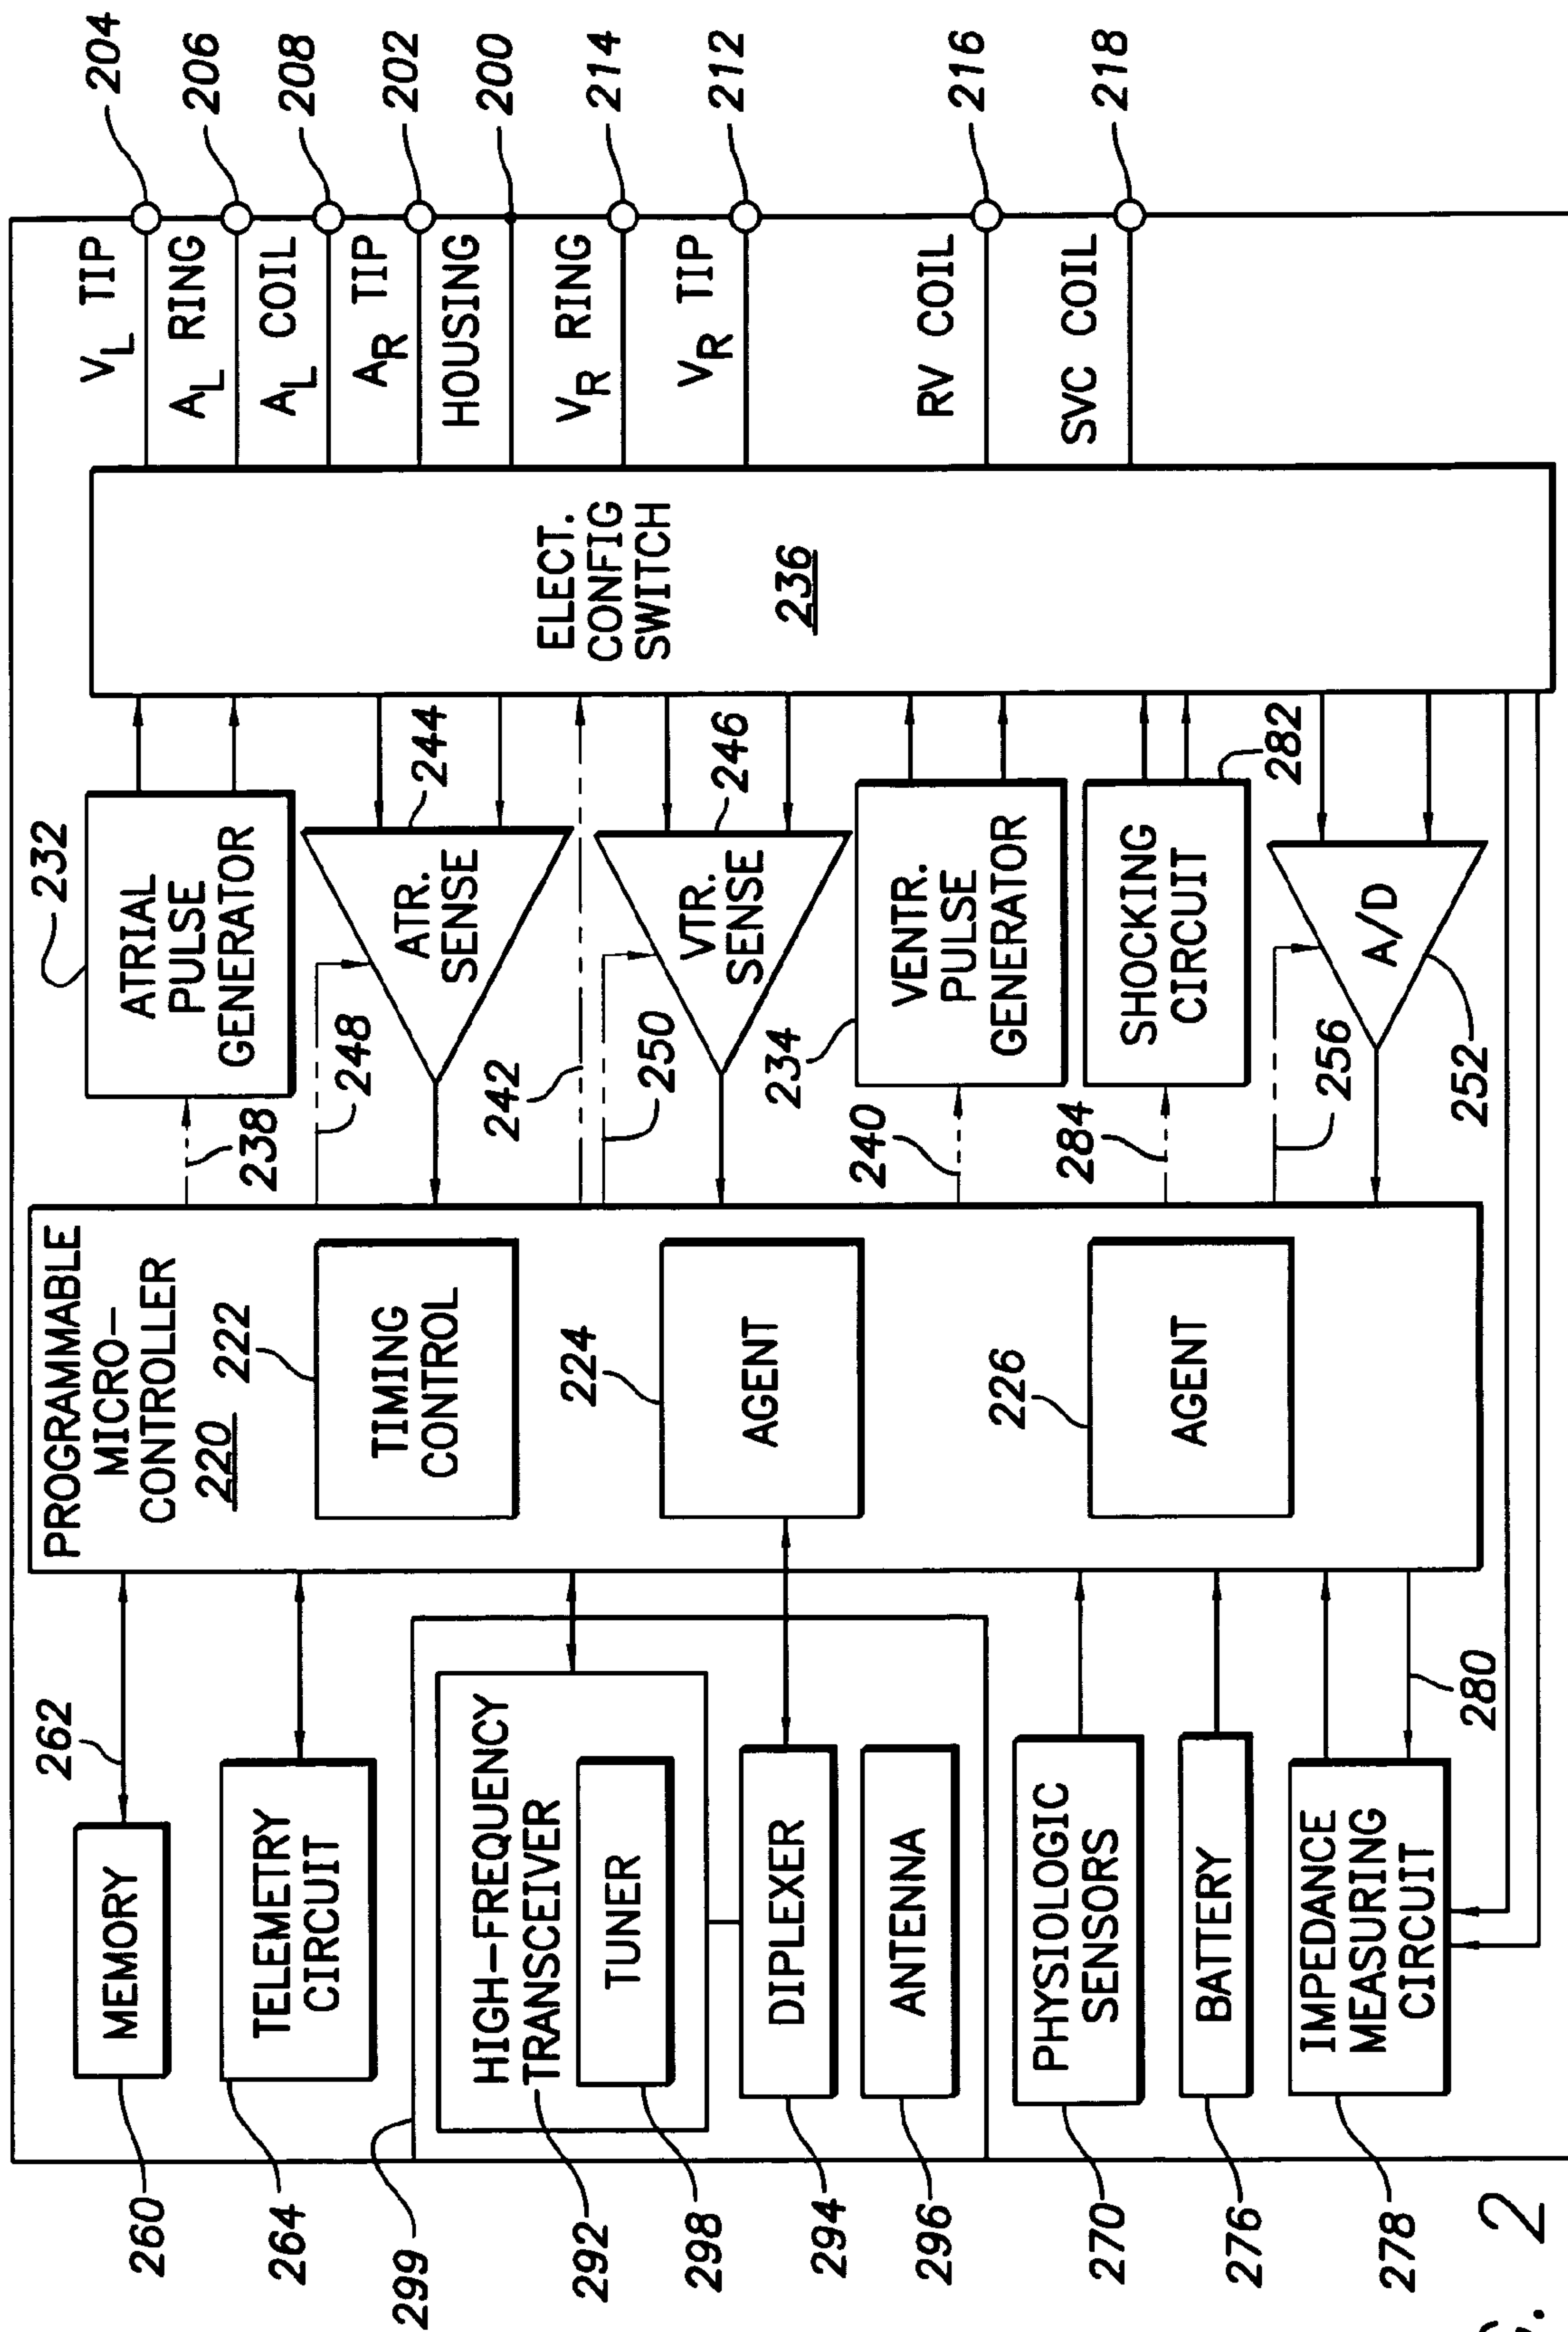 204
206
208
202
200
214
212
216
218
V_L TIP
A_L RING
A_L COIL
A_R TIP
HOUSING
V_R RING
V_R TIP
RV COIL
SVC COIL
ELECT.
CONFIG
SWITCH
236
232
ATRIAL
PULSE
GENERATOR
238
244
ATR.
SENSE
248
242
246
VTR.
SENSE
250
234
VENTR.
PULSE
GENERATOR
240
282
SHOCKING
CIRCUIT
284
A/D
256
252
PROGRAMMABLE
MICRO-
CONTROLLER
220
222
TIMING
CONTROL
224
AGENT
226
AGENT
262
MEMORY
260
TELEMETRY
CIRCUIT
264
299
HIGH-FREQUENCY
TRANSCEIVER
292
TUNER
298
DIPLEXER
294
ANTENNA
296
PHYSIOLOGIC
SENSORS
270
BATTERY
276
IMPEDANCE
MEASURING
CIRCUIT
278
280
2